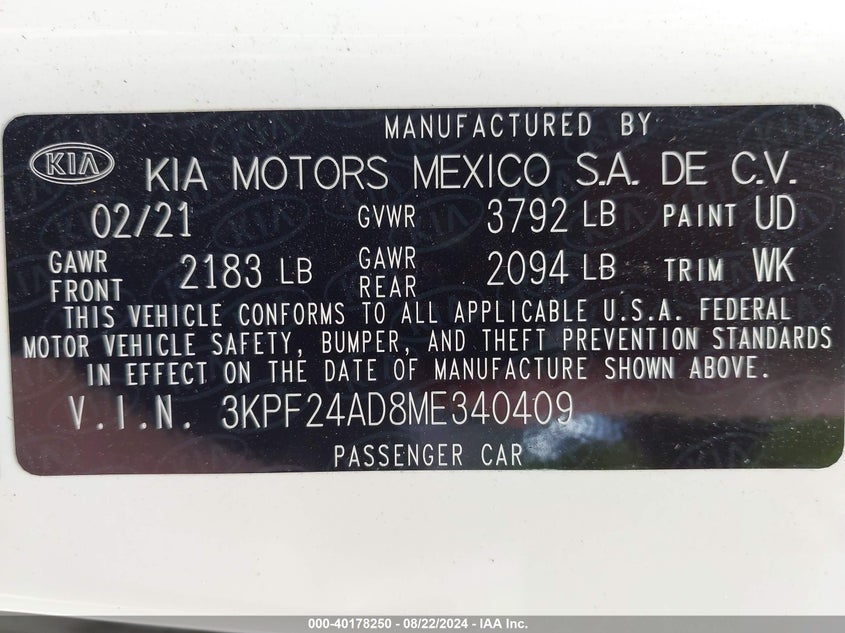 MANUFACTURED BY
KIA KIA MOTORS MEXICO S.A. DE C.V.
02/21 GVWR 3792 LB PAINT UD
GAWR FRONT 2183 LB GAWR REAR 2094 LB TRIM WK
THIS VEHICLE CONFORMS TO ALL APPLICABLE U.S.A. FEDERAL
MOTOR VEHICLE SAFETY, BUMPER, AND THEFT PREVENTION STANDARDS
IN EFFECT ON THE DATE OF MANUFACTURE SHOWN ABOVE.
V.I.N. 3KPF24AD8ME340409
PASSENGER CAR
000-40178250 - 08/22/2024 - IAA Inc.